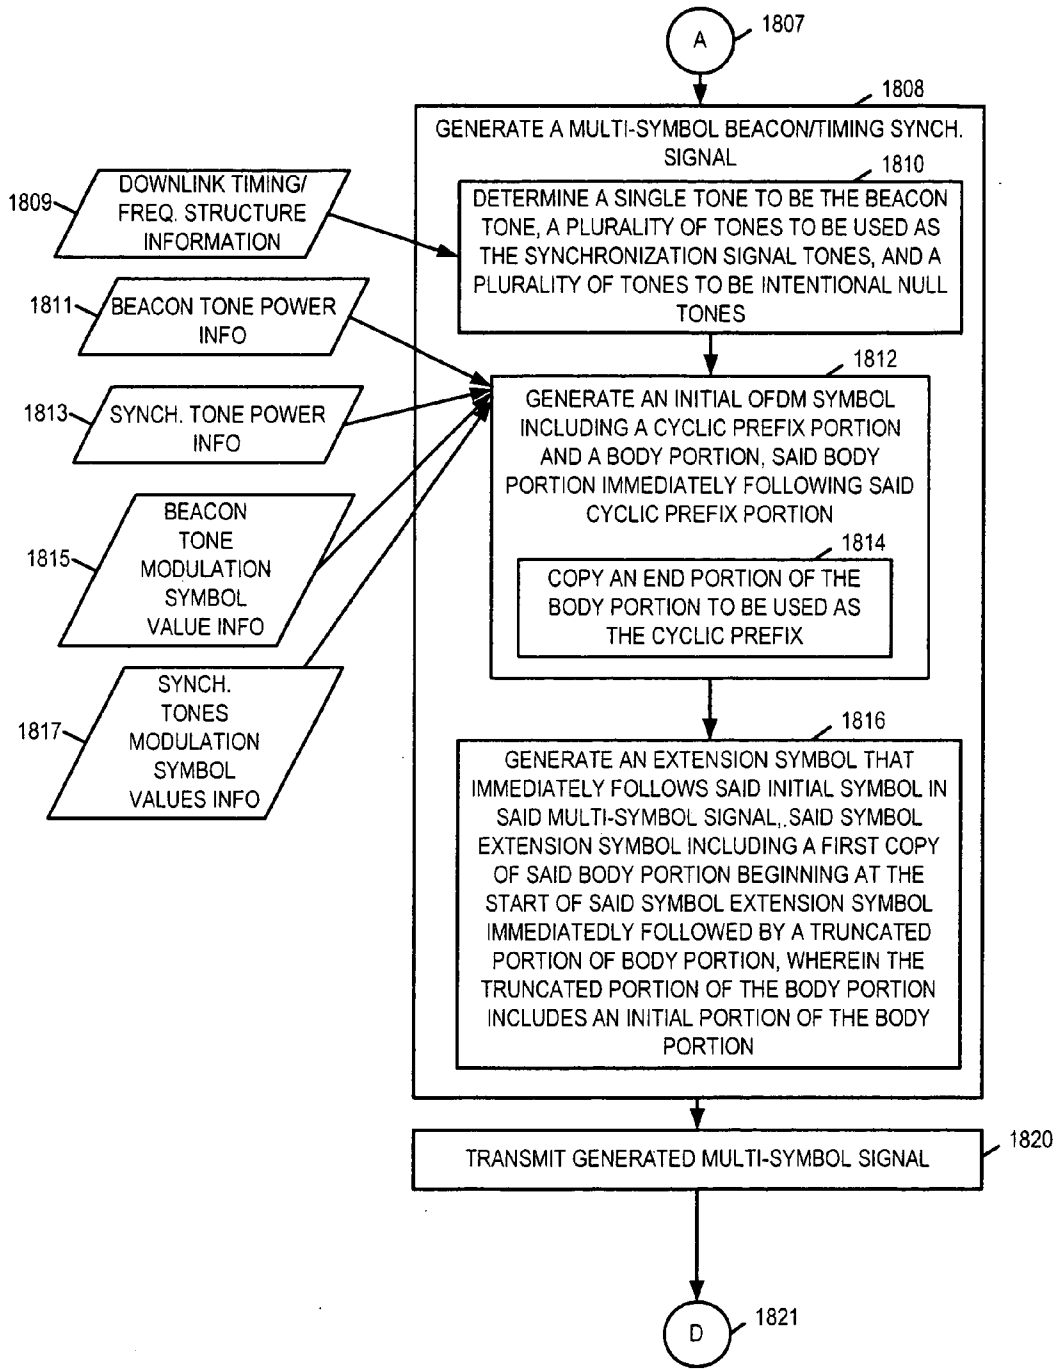 A
1807
1808
GENERATE A MULTI-SYMBOL BEACON/TIMING SYNCH.
SIGNAL
1810
DETERMINE A SINGLE TONE TO BE THE BEACON
TONE, A PLURALITY OF TONES TO BE USED AS
THE SYNCHRONIZATION SIGNAL TONES, AND A
PLURALITY OF TONES TO BE INTENTIONAL NULL
TONES
1809
DOWNLINK TIMING/
FREQ. STRUCTURE
INFORMATION
1811
BEACON TONE POWER
INFO
1813
SYNCH. TONE POWER
INFO
1815
BEACON
TONE
MODULATION
SYMBOL
VALUE INFO
1817
SYNCH.
TONES
MODULATION
SYMBOL
VALUES INFO
1812
GENERATE AN INITIAL OFDM SYMBOL
INCLUDING A CYCLIC PREFIX PORTION
AND A BODY PORTION, SAID BODY
PORTION IMMEDIATELY FOLLOWING SAID
CYCLIC PREFIX PORTION
1814
COPY AN END PORTION OF THE
BODY PORTION TO BE USED AS
THE CYCLIC PREFIX
1816
GENERATE AN EXTENSION SYMBOL THAT
IMMEDIATELY FOLLOWS SAID INITIAL SYMBOL IN
SAID MULTI-SYMBOL SIGNAL, SAID SYMBOL
EXTENSION SYMBOL INCLUDING A FIRST COPY
OF SAID BODY PORTION BEGINNING AT THE
START OF SAID SYMBOL EXTENSION SYMBOL
IMMEDIATEDLY FOLLOWED BY A TRUNCATED
PORTION OF BODY PORTION, WHEREIN THE
TRUNCATED PORTION OF THE BODY PORTION
INCLUDES AN INITIAL PORTION OF THE BODY
PORTION
TRANSMIT GENERATED MULTI-SYMBOL SIGNAL
1820
D
1821